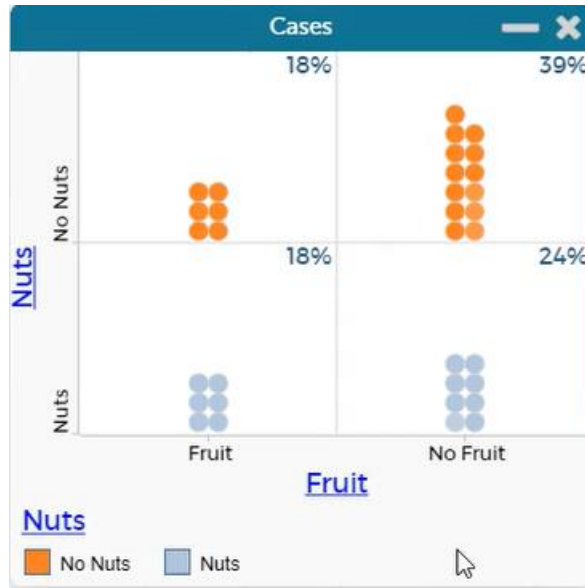 Cases
18%
39%
No Nuts
18%
24%
Nuts
Nuts
Fruit
No Fruit
Fruit
Nuts
No Nuts
Nuts